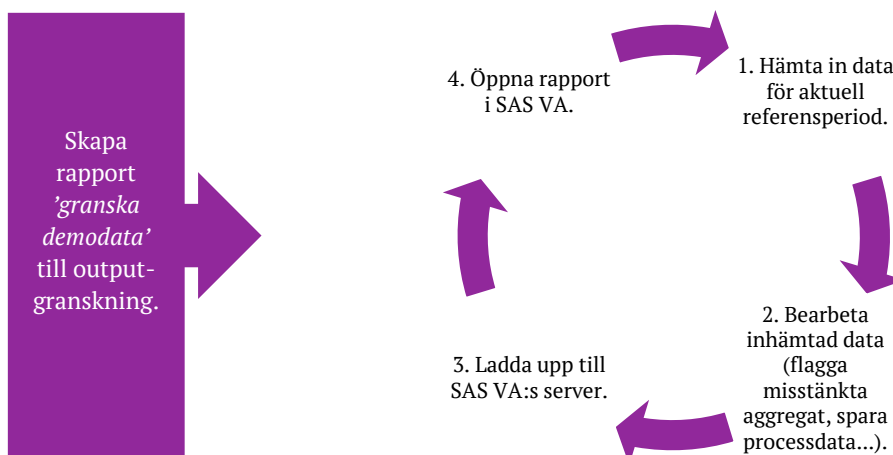 Skapa
rapport
’granska
demodata’
till output-
granskning.
1. Hämta in data
för aktuell
referensperiod.
2. Bearbeta
inhämtad data
(flagga
misstänkta
aggregat, spara
processdata...).
3. Ladda upp till
SAS VA:s server.
4. Öppna rapport
i SAS VA.